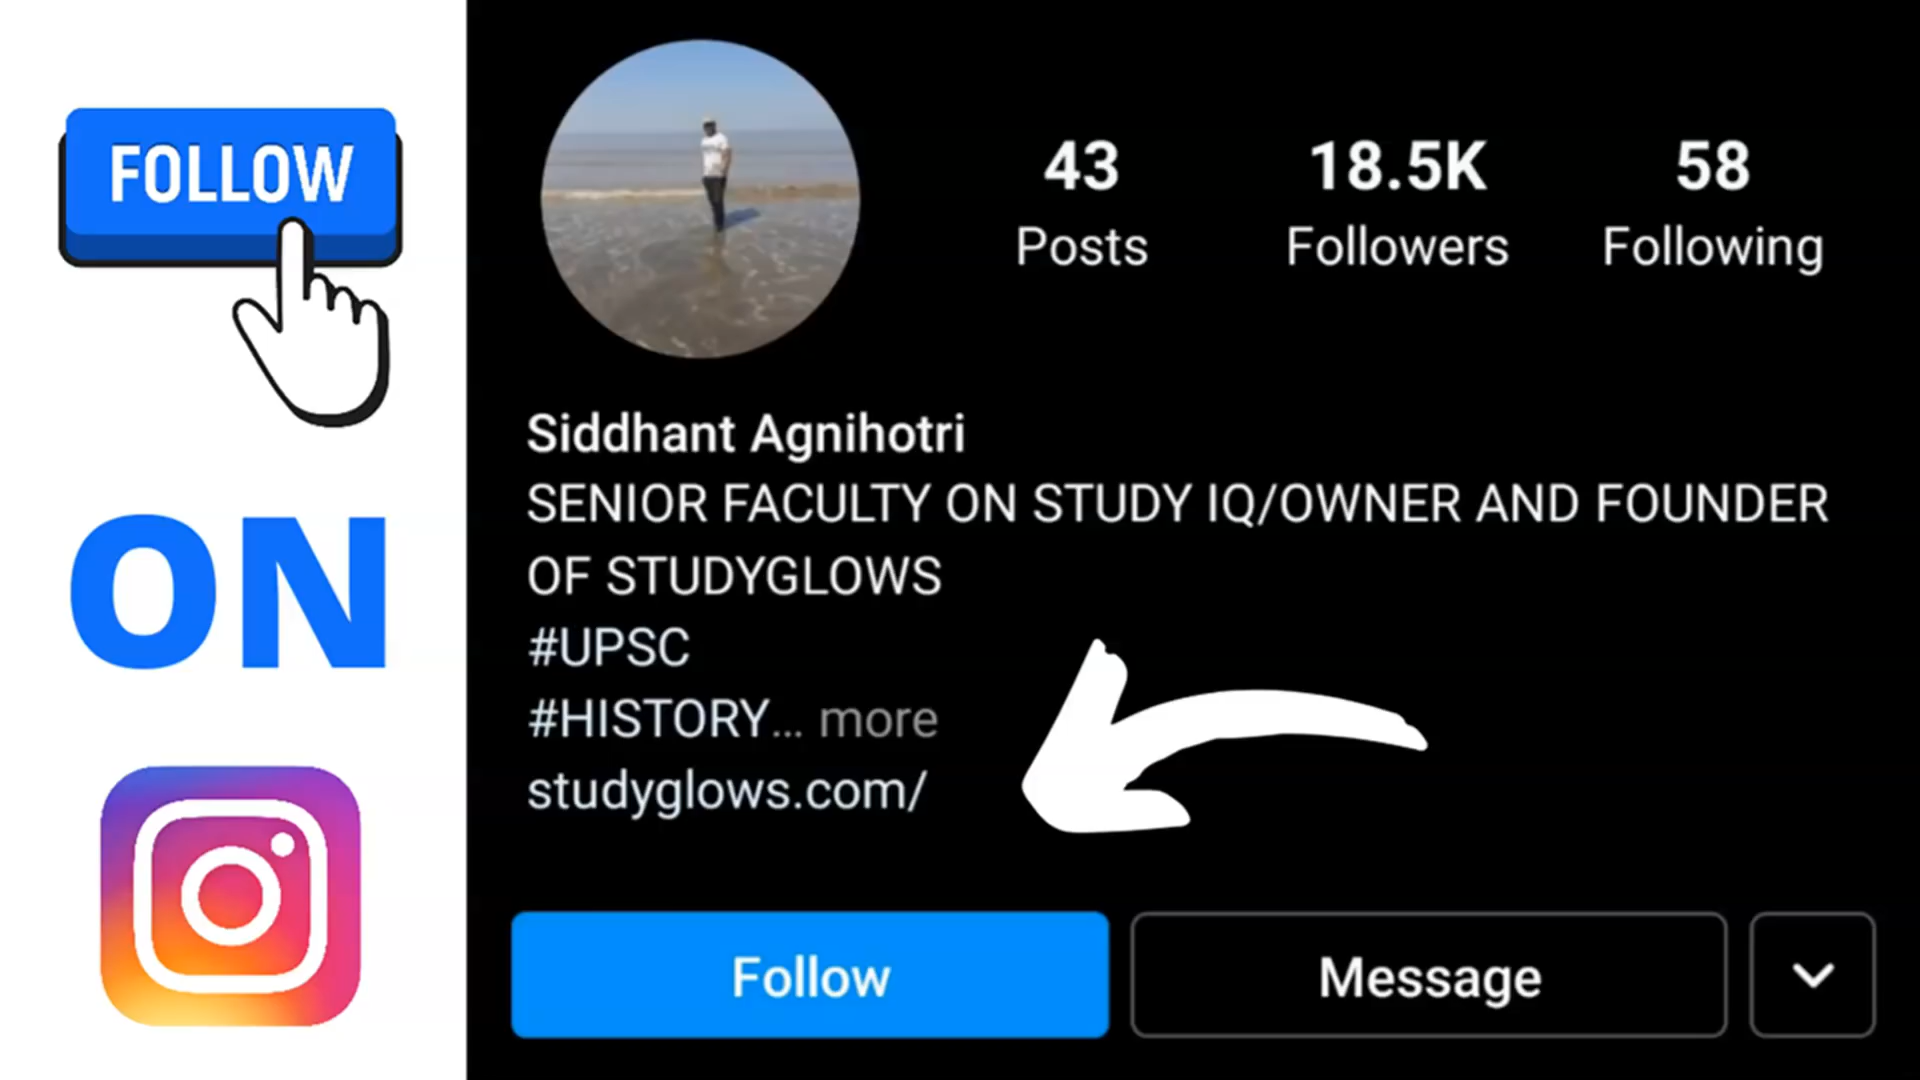 FOLLOW
ON
43
Posts
18.5K
Followers
58
Following
Siddhant Agnihotri
SENIOR FACULTY ON STUDY IQ/OWNER AND FOUNDER
OF STUDYGLOWS
#UPSC
#HISTORY... more
studyglows.com/
Follow
Message